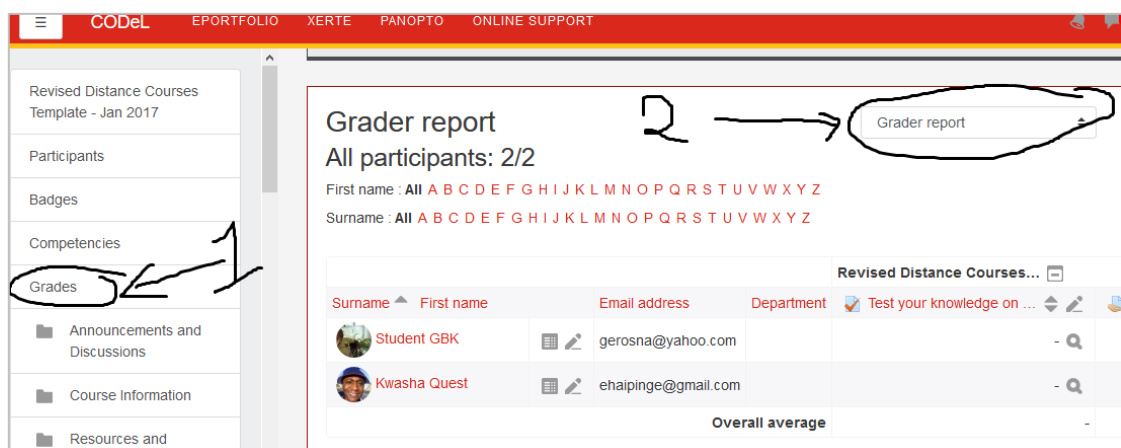 ☰ CODeL EPORTFOLIO XERTE PANOPTO ONLINE SUPPORT
Revised Distance Courses
Template - Jan 2017
Participants
Badges
Competencies
Grades
Announcements and
Discussions
Course Information
Resources and
1
Grader report
2
Grader report
All participants: 2/2
First name : All A B C D E F G H I J K L M N O P Q R S T U V W X Y Z
Surname : All A B C D E F G H I J K L M N O P Q R S T U V W X Y Z
Revised Distance Courses...
Surname First name Email address Department Test your knowledge on ...
Student GBK gerosna@yahoo.com -
Kwasha Quest ehaipinge@gmail.com -
Overall average -